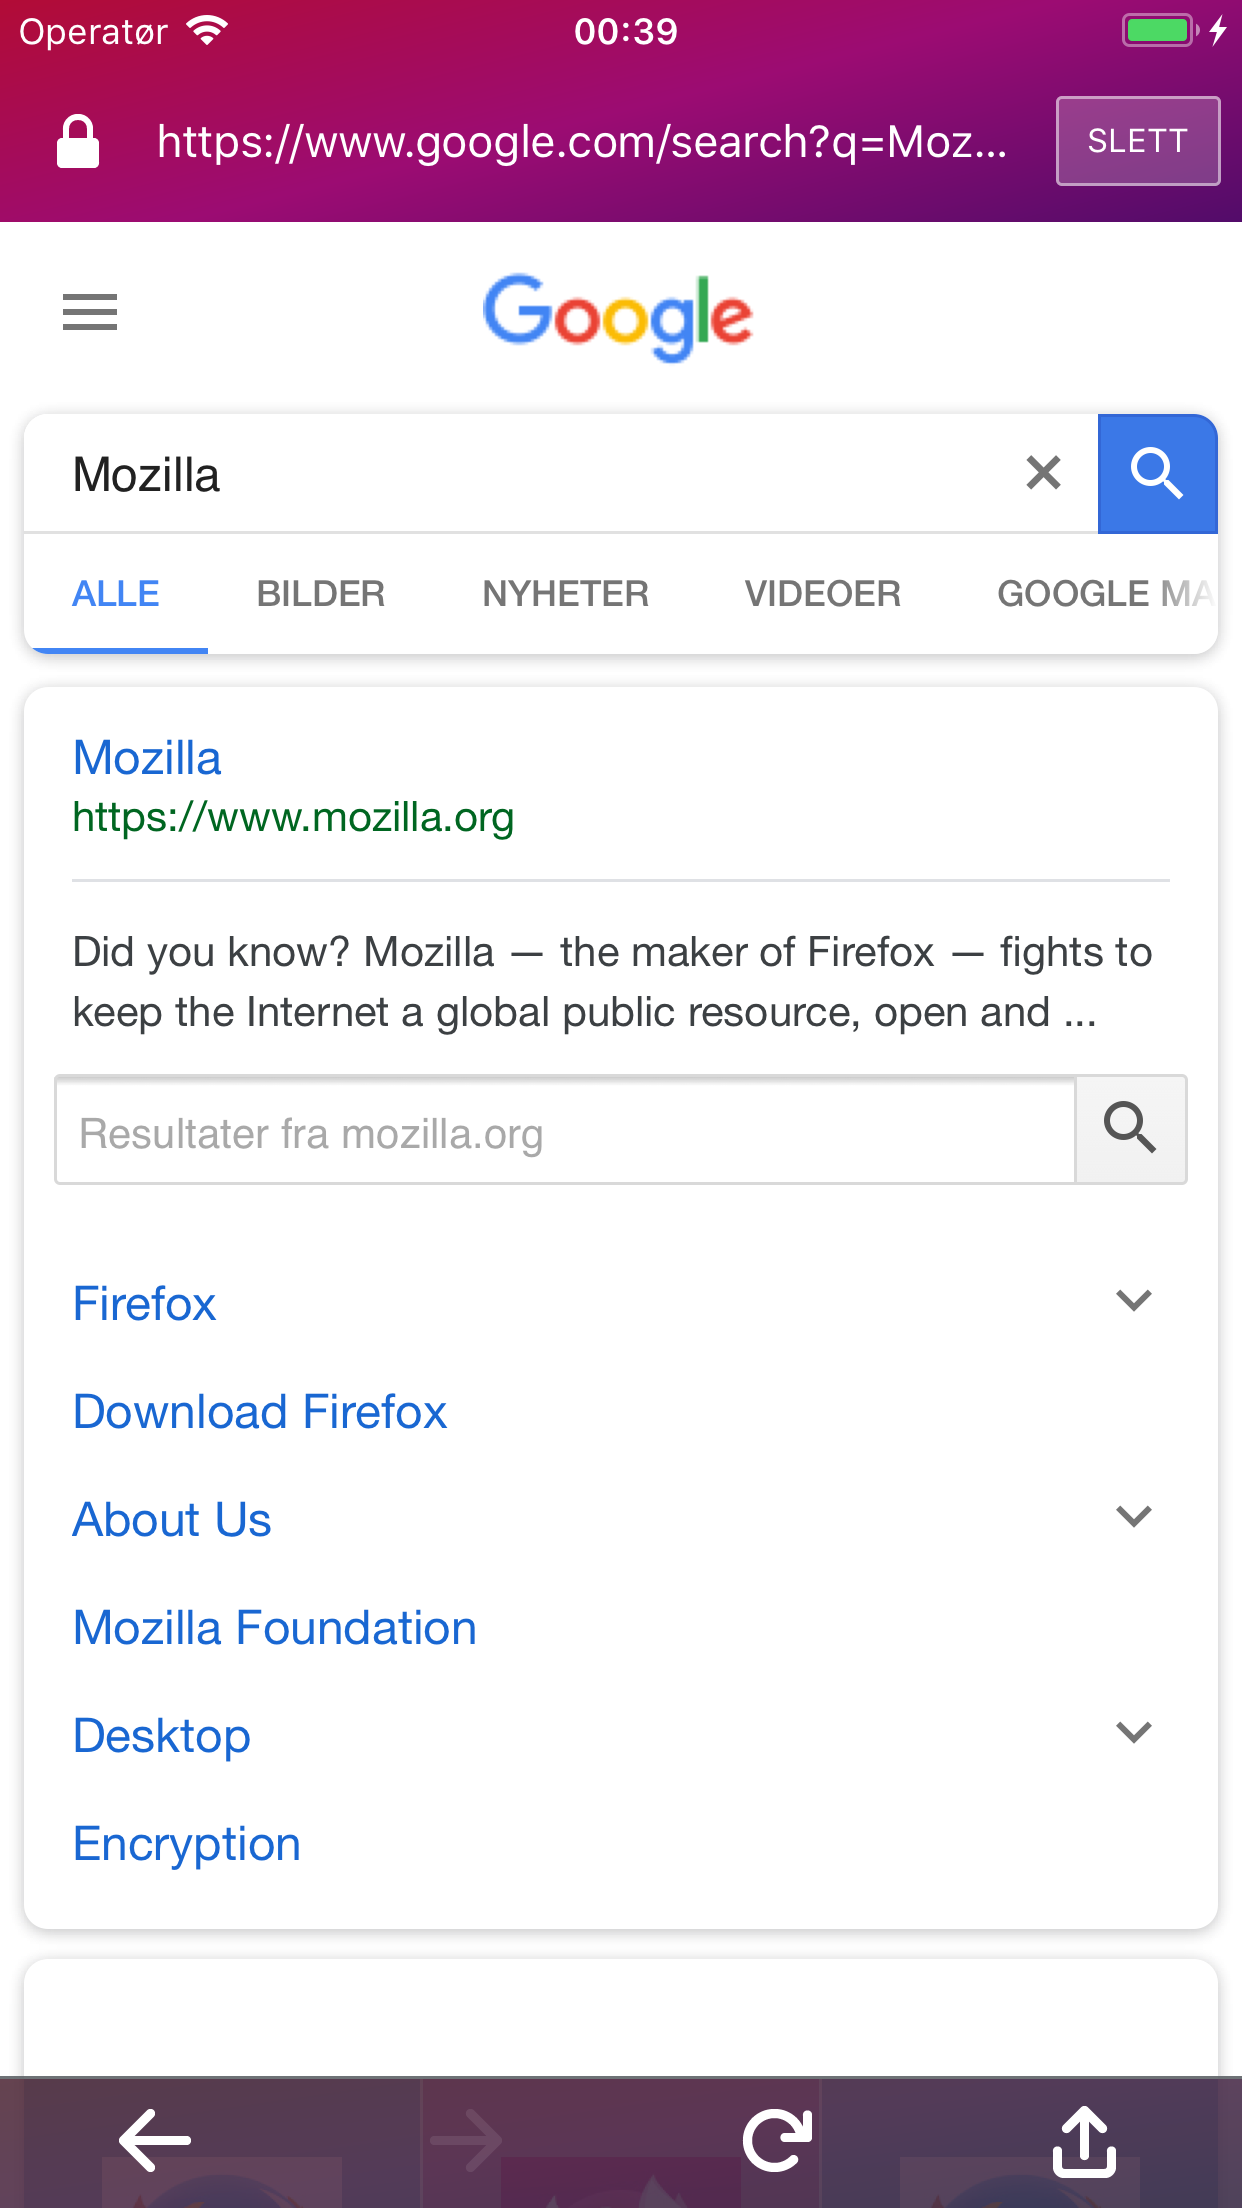 Operatør
00:39
https://www.google.com/search?q=Moz...
SLETT
Google
Mozilla
ALLE BILDER NYHETER VIDEOER GOOGLE MA
Mozilla
https://www.mozilla.org
Did you know? Mozilla — the maker of Firefox — fights to
keep the Internet a global public resource, open and ...
Resultater fra mozilla.org
Firefox
Download Firefox
About Us
Mozilla Foundation
Desktop
Encryption